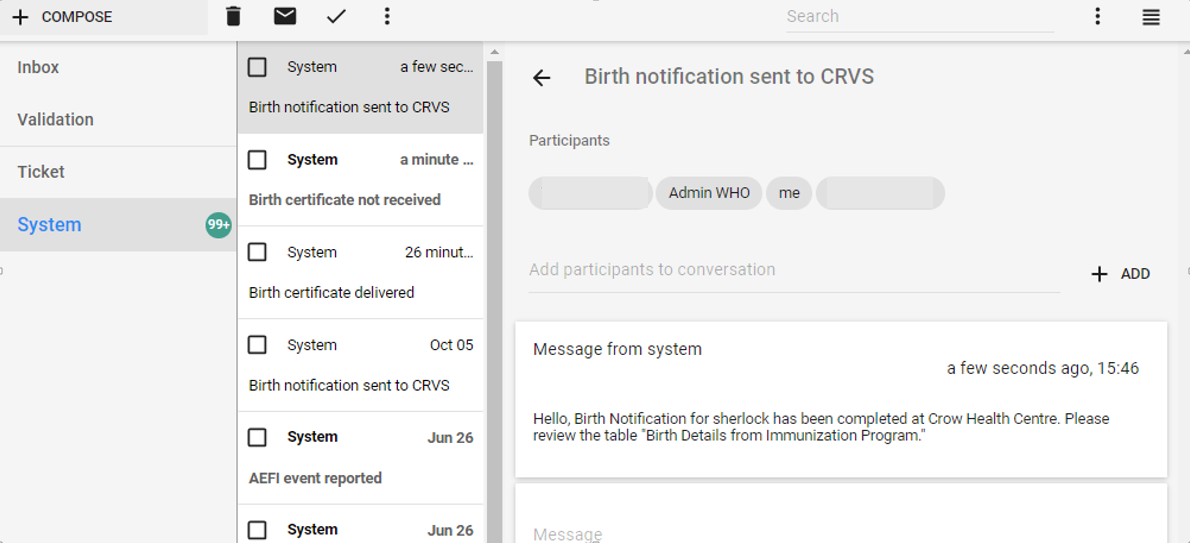 COMPOSE
Search
Inbox
Validation
Ticket
System
99+
System a few sec...
Birth notification sent to CRVS
System a minute ...
Birth certificate not received
System 26 minut...
Birth certificate delivered
System Oct 05
Birth notification sent to CRVS
System Jun 26
AEFI event reported
System Jun 26
Birth notification sent to CRVS
Participants
Admin WHO
me
Add participants to conversation
ADD
Message from system
a few seconds ago, 15:46
Hello, Birth Notification for sherlock has been completed at Crow Health Centre. Please
review the table "Birth Details from Immunization Program."
Message